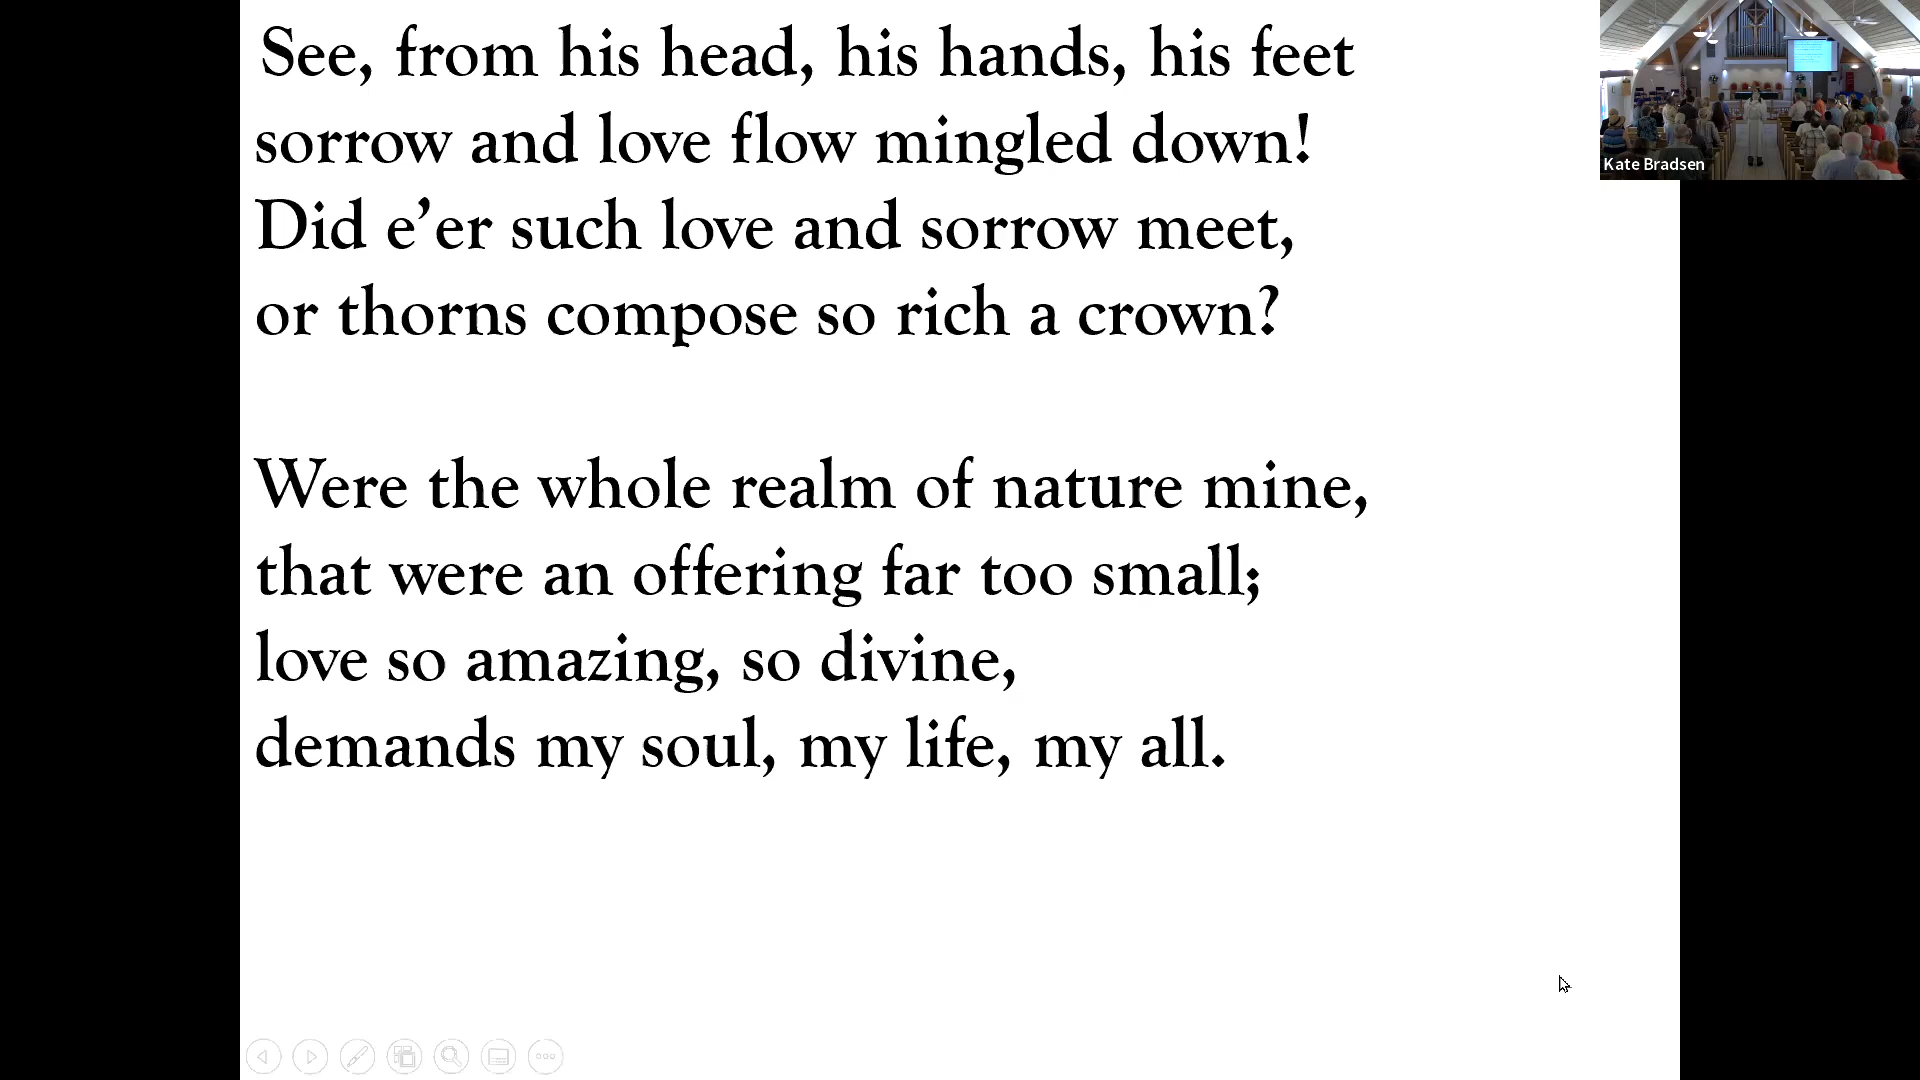 See, from his head, his hands, his feet
sorrow and love flow mingled down!
Did e’er such love and sorrow meet,
or thorns compose so rich a crown?
Were the whole realm of nature mine,
that were an offering far too small;
love so amazing, so divine,
demands my soul, my life, my all.
Kate Bradsen